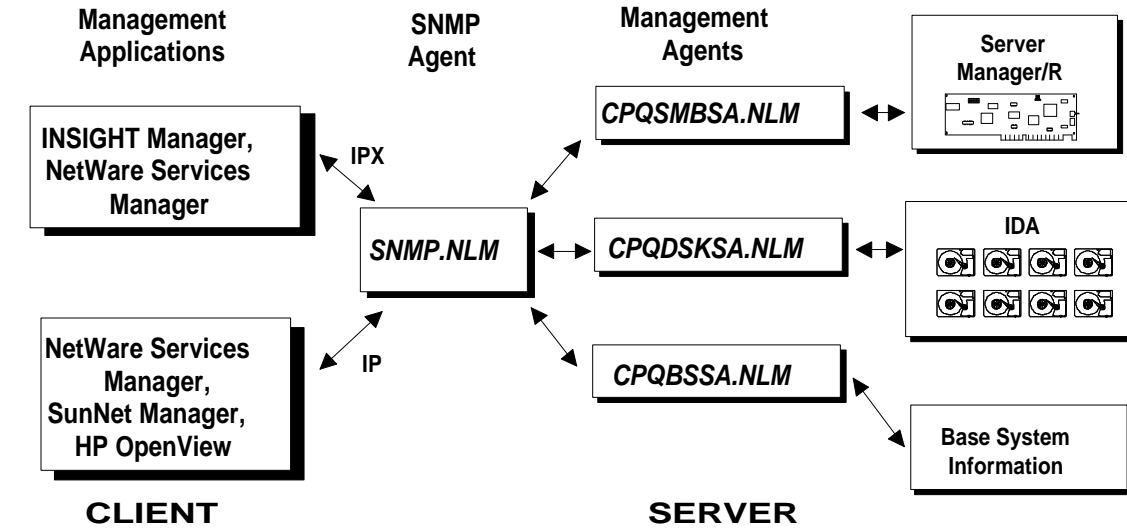 Management
Applications
SNMP
Agent
Management
Agents
Server
Manager/R
CPQSMBSA.NLM
INSIGHT Manager,
NetWare Services
Manager
IPX
SNMP.NLM
CPQDSKSA.NLM
IDA
NetWare Services
Manager,
SunNet Manager,
HP OpenView
IP
CPQBSSA.NLM
Base System
Information
CLIENT
SERVER